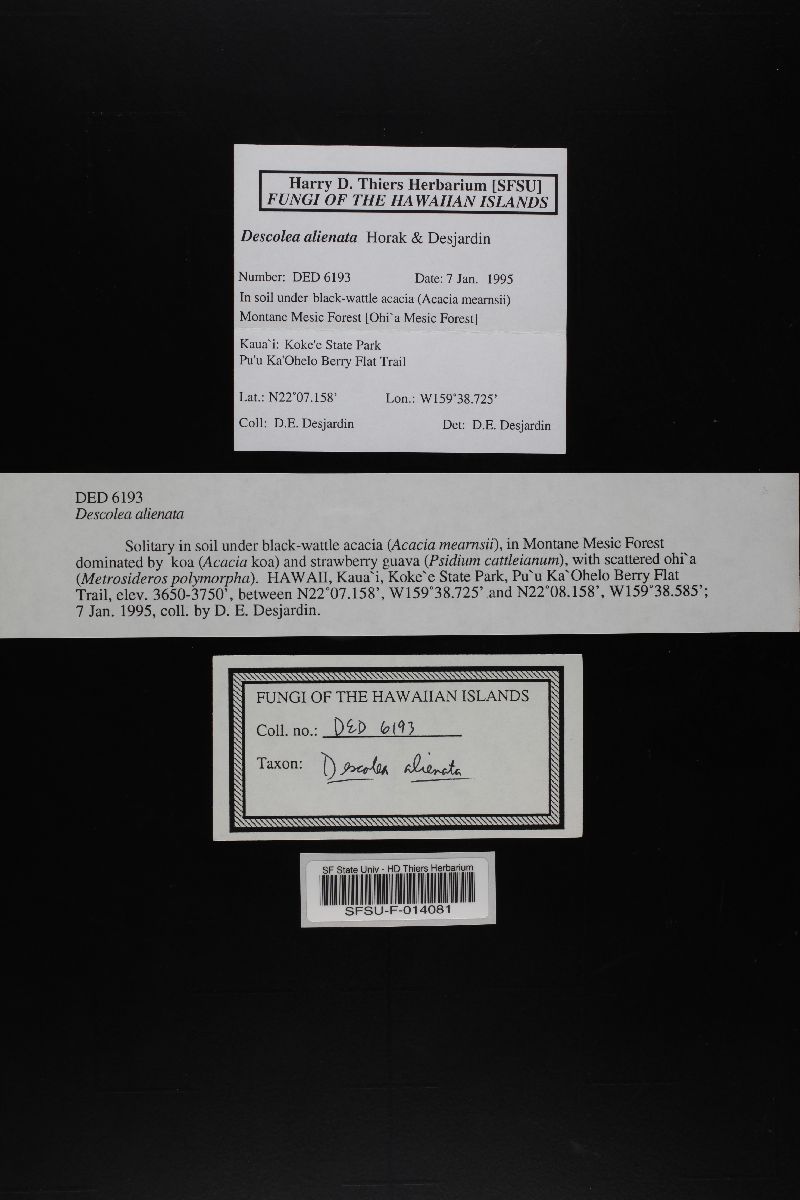 Harry D. Thiers Herbarium [SFSU]
FUNGI OF THE HAWAIIAN ISLANDS
Descolea alienata Horak & Desjardin
Number: DED 6193 Date: 7 Jan. 1995
In soil under black-wattle acacia (Acacia mearnsii)
Montane Mesic Forest [Ohi`a Mesic Forest]
Kaua`i: Koke'e State Park
Pu'u Ka'Ohelo Berry Flat Trail
Lat.: N22°07.158' Lon.: W159°38.725'
Coll: D.E. Desjardin Det: D.E. Desjardin
DED 6193
Descolea alienata
Solitary in soil under black-wattle acacia (Acacia mearnsii), in Montane Mesic Forest
dominated by koa (Acacia koa) and strawberry guava (Psidium cattleianum), with scattered ohi`a
(Metrosideros polymorpha). HAWAII, Kaua`i, Koke`e State Park, Pu`u Ka`Ohelo Berry Flat
Trail, elev. 3650-3750', between N22°07.158', W159°38.725' and N22°08.158', W159°38.585';
7 Jan. 1995, coll. by D. E. Desjardin.
FUNGI OF THE HAWAIIAN ISLANDS
Coll. no.: DED 6193
Taxon: Descolea alienata
SF State Univ - HD Thiers Herbarium
SFSU-F-014081